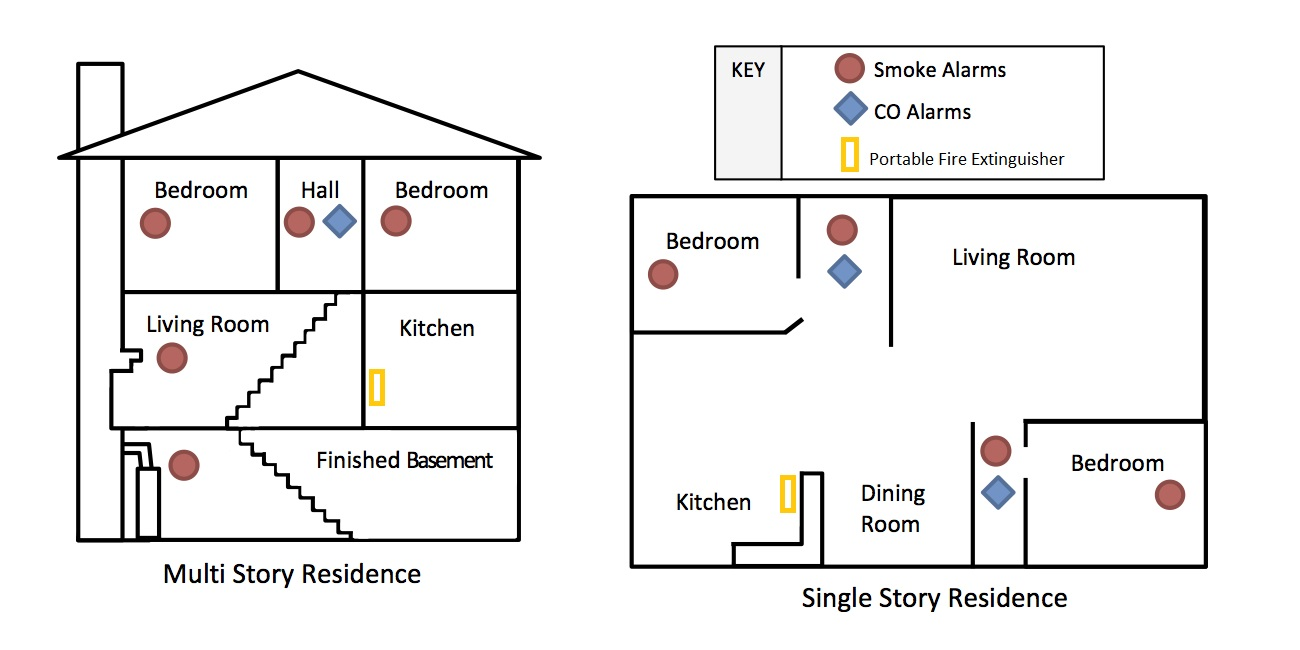 KEY
Smoke Alarms
CO Alarms
Portable Fire Extinguisher
Bedroom
Hall
Bedroom
Living Room
Kitchen
Finished Basement
Multi Story Residence
Bedroom
Living Room
Kitchen
Dining
Room
Bedroom
Single Story Residence